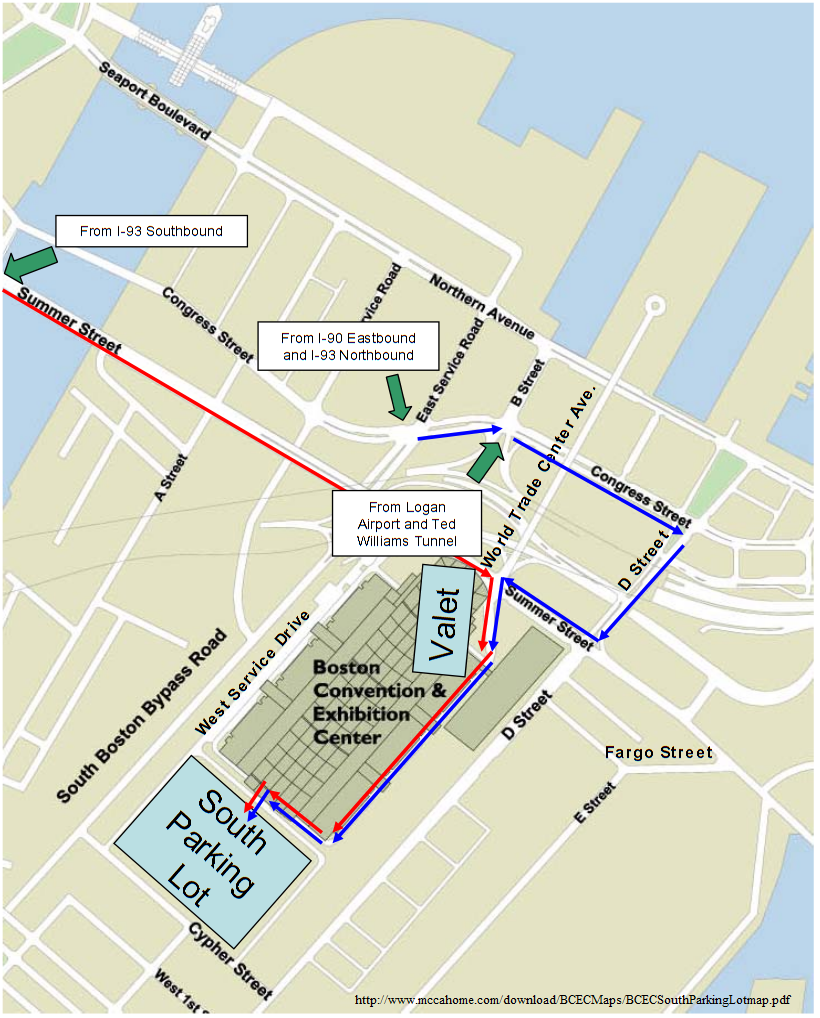 Seaport Boulevard
From I-93 Southbound
Summer Street
Congress Street
Service Road
Northern Avenue
From I-90 Eastbound
and I-93 Northbound
East Service Road
B Street
World Trade Center Ave.
A Street
From Logan
Airport and Ted
Williams Tunnel
Congress Street
D Street
Summer Street
Valet
West Service Drive
South Boston Bypass Road
Boston
Convention &
Exhibition
Center
D Street
Fargo Street
E Street
South
Parking
Lot
Cypher Street
West 1st
http://www.mccahome.com/download/BCECMaps/BCECSouthParkingLotmap.pdf